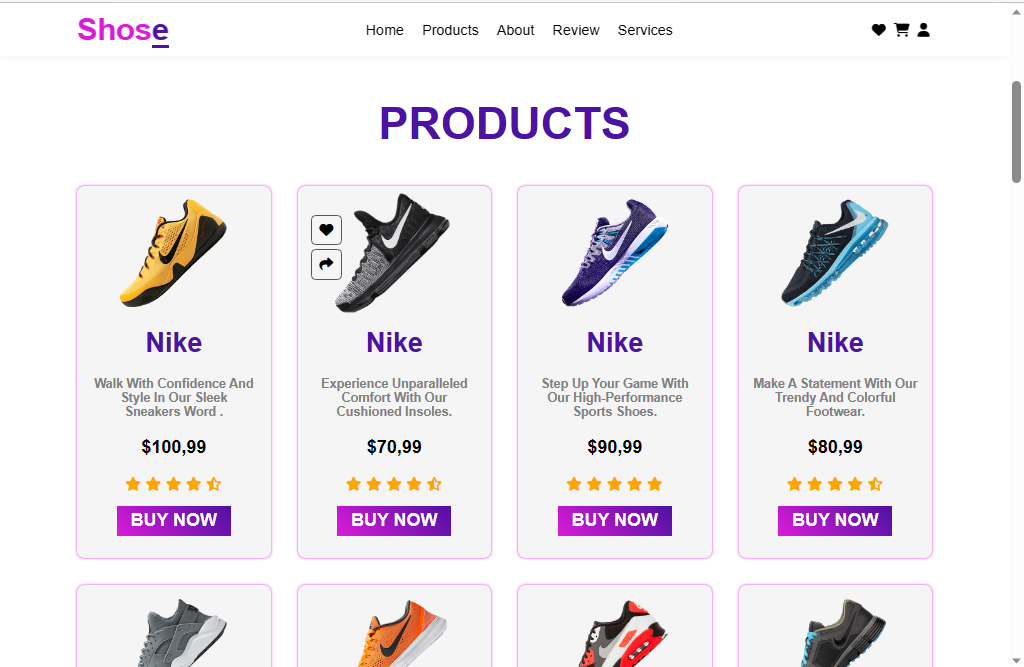 Shose
Home Products About Review Services
PRODUCTS
Nike
Walk With Confidence And
Style In Our Sleek
Sneakers Word .
$100,99
BUY NOW
Nike
Experience Unparalleled
Comfort With Our
Cushioned Insoles.
$70,99
BUY NOW
Nike
Step Up Your Game With
Our High-Performance
Sports Shoes.
$90,99
BUY NOW
Nike
Make A Statement With Our
Trendy And Colorful
Footwear.
$80,99
BUY NOW